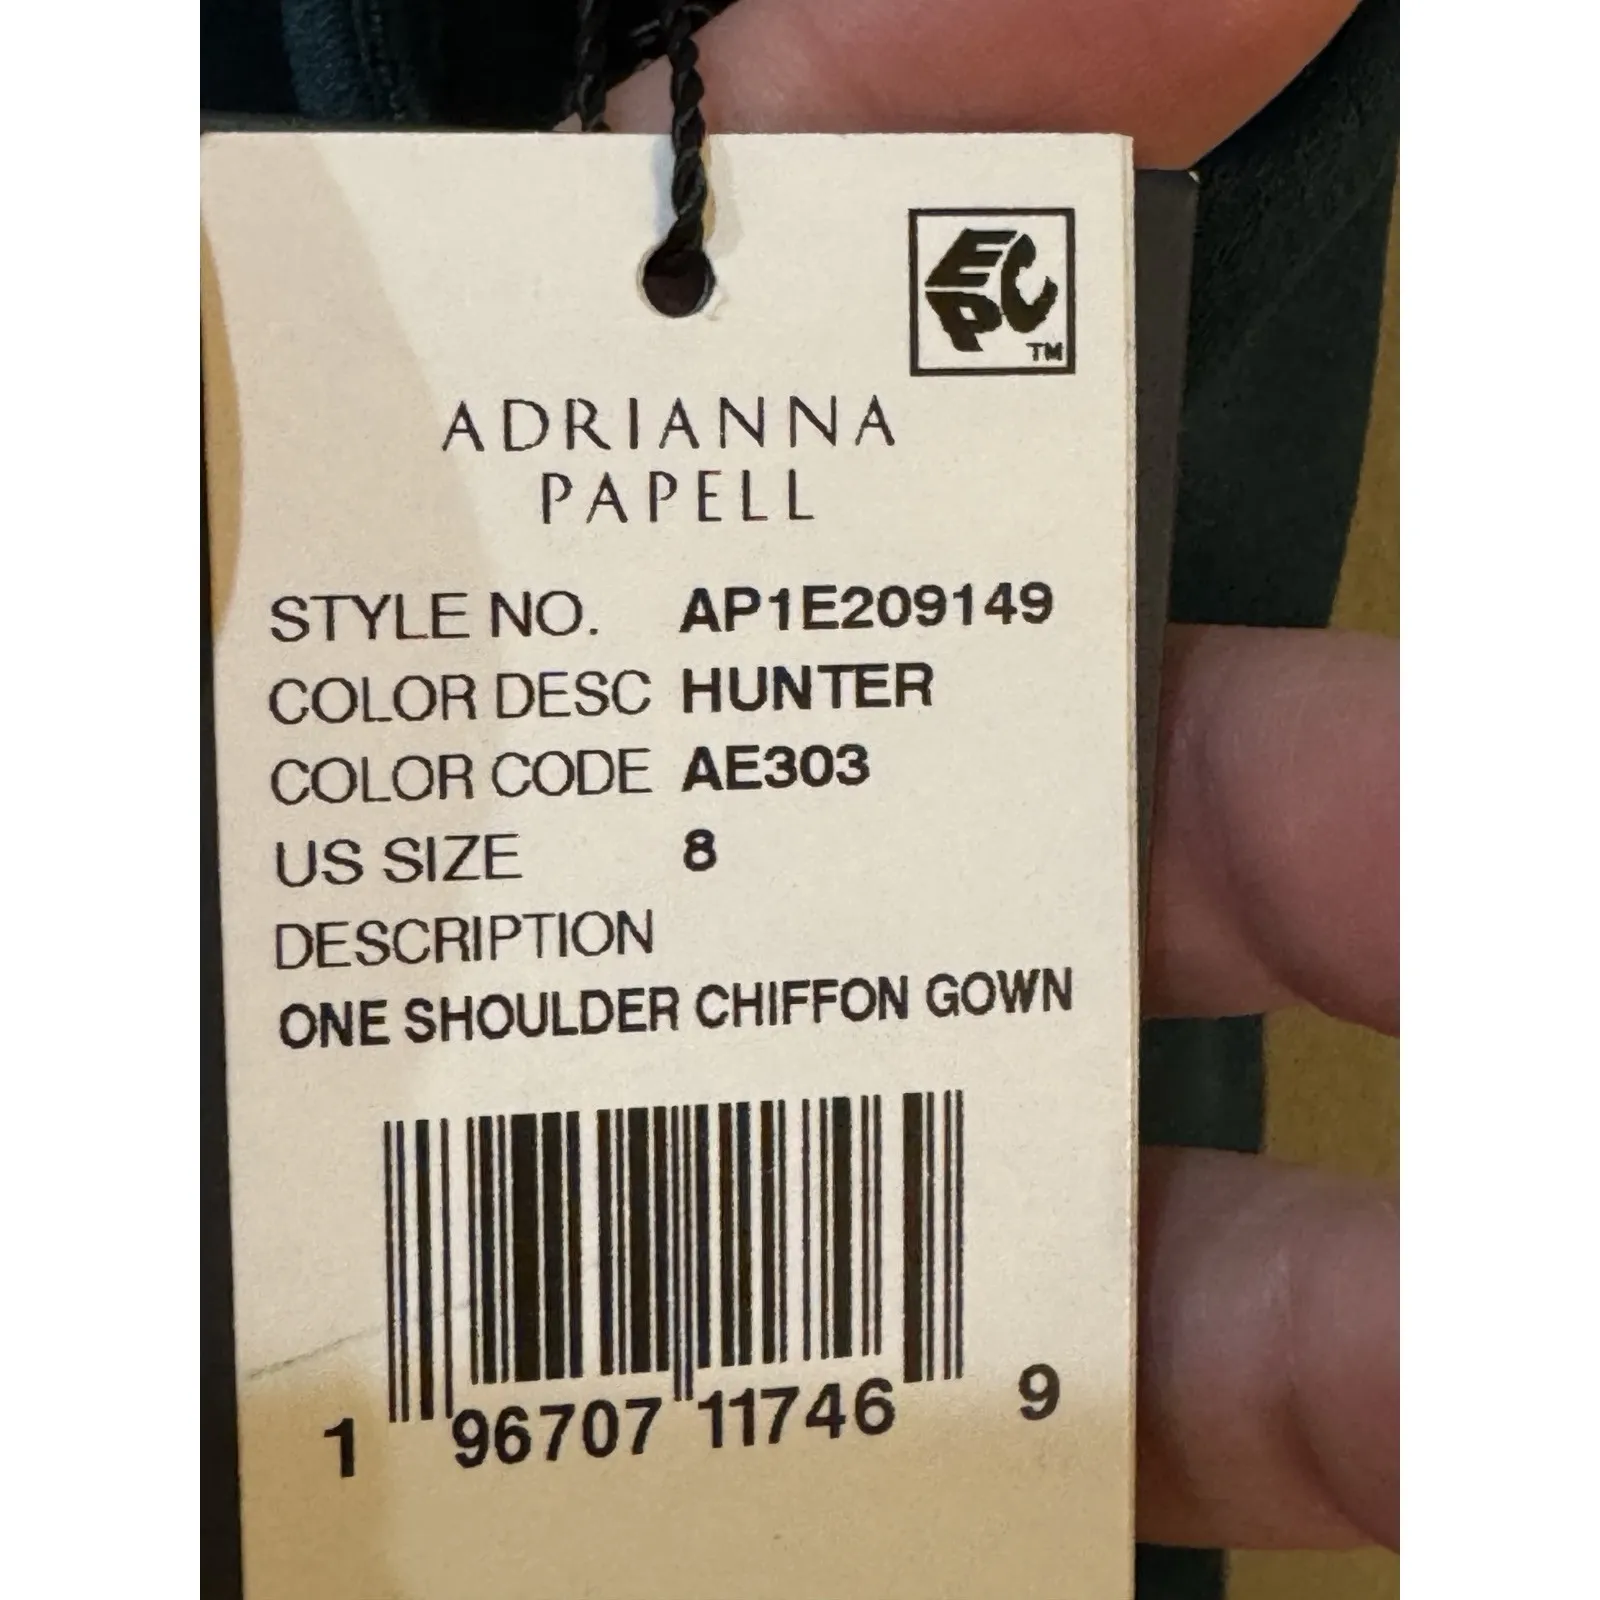 EPC
TM
ADRIANNA
PAPELL
STYLE NO. AP1E209149
COLOR DESC HUNTER
COLOR CODE AE303
US SIZE 8
DESCRIPTION
ONE SHOULDER CHIFFON GOWN
1 96707 11746 9